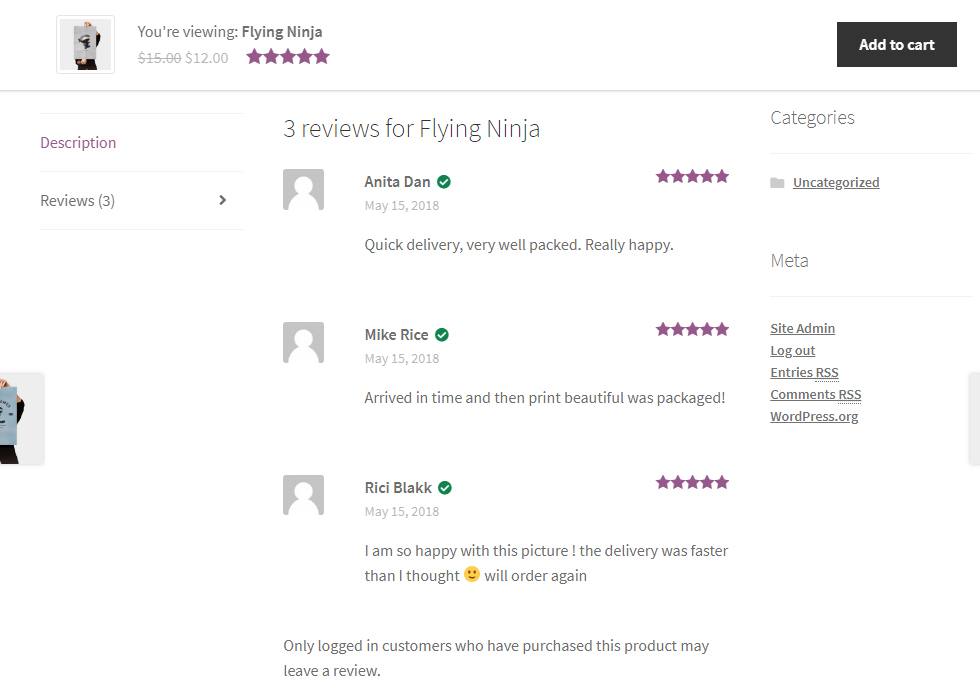 You're viewing: Flying Ninja
$15.00 $12.00
Add to cart
Description
Reviews (3)
3 reviews for Flying Ninja
Anita Dan
May 15, 2018
Quick delivery, very well packed. Really happy.
Mike Rice
May 15, 2018
Arrived in time and then print beautiful was packaged!
Rici Blakk
May 15, 2018
I am so happy with this picture ! the delivery was faster
than I thought 🙂 will order again
Only logged in customers who have purchased this product may
leave a review.
Categories
Uncategorized
Meta
Site Admin
Log out
Entries RSS
Comments RSS
WordPress.org